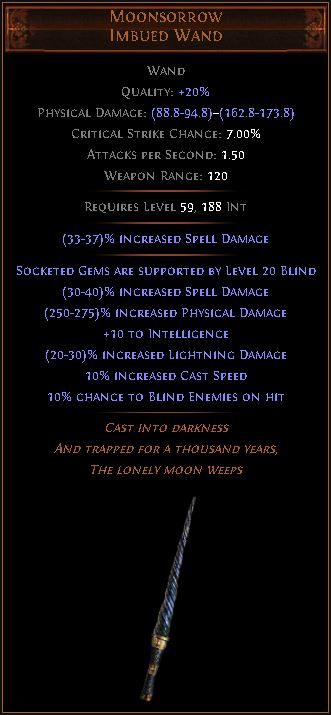 Moonsorrow
Imbued Wand
Wand
Quality: +20%
Physical Damage: (88.8-94.8)–(162.8-173.8)
Critical Strike Chance: 7.00%
Attacks per Second: 1.50
Weapon Range: 120
Requires Level 59, 188 Int
(33-37)% increased Spell Damage
Socketed Gems are supported by Level 20 Blind
(30-40)% increased Spell Damage
(250-275)% increased Physical Damage
+10 to Intelligence
(20-30)% increased Lightning Damage
10% increased Cast Speed
10% chance to Blind Enemies on hit
Cast into darkness
And trapped for a thousand years,
The lonely moon weeps